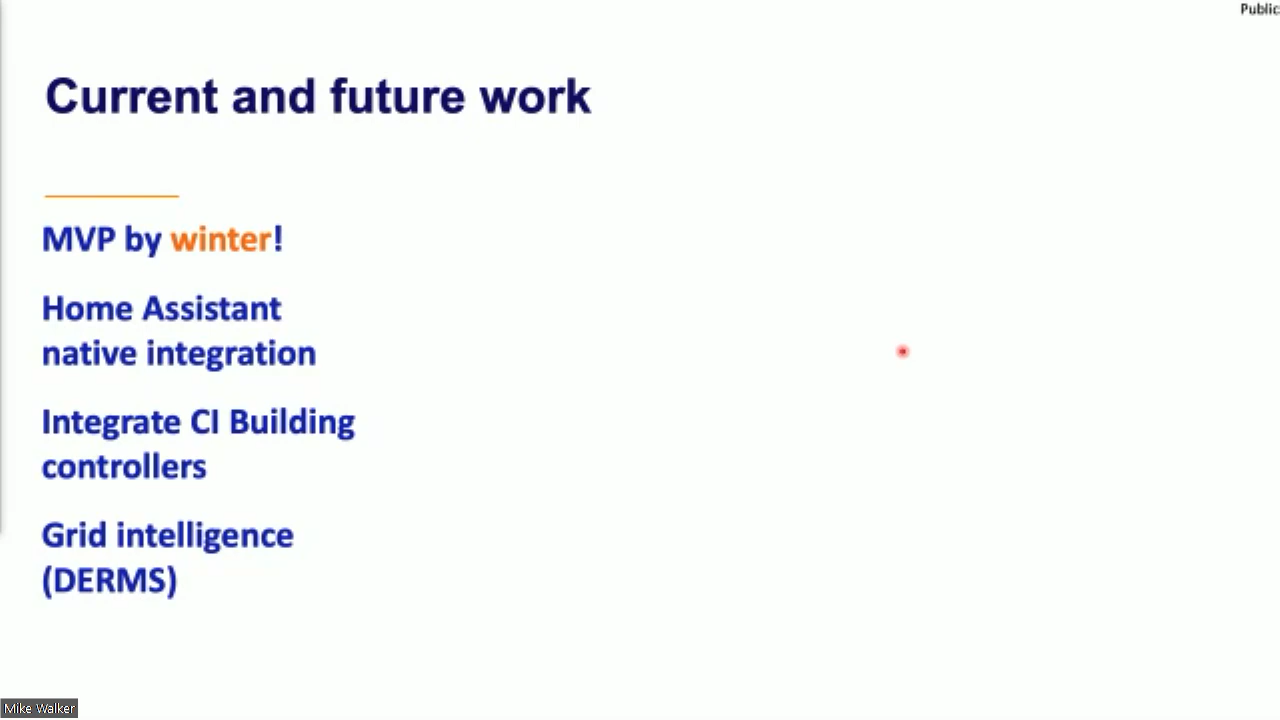 Public
Current and future work
MVP by winter!
Home Assistant
native integration
Integrate CI Building
controllers
Grid intelligence
(DERMS)
Mike Walker